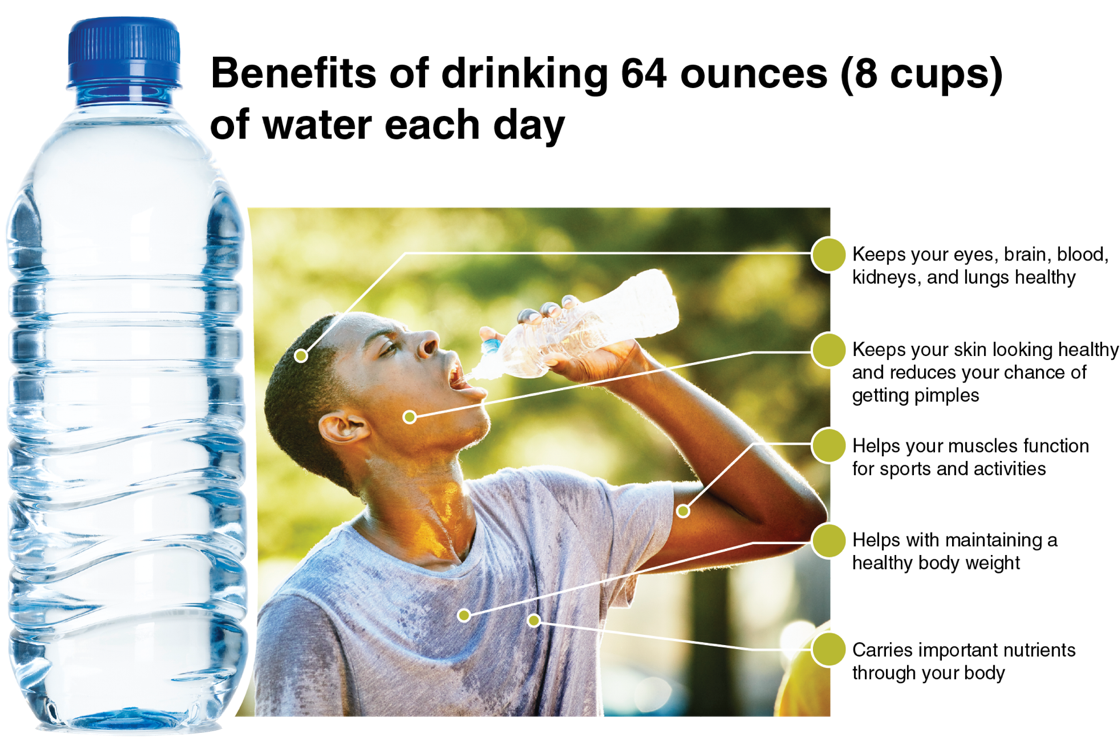 Benefits of drinking 64 ounces (8 cups)
of water each day
Keeps your eyes, brain, blood,
kidneys, and lungs healthy
Keeps your skin looking healthy
and reduces your chance of
getting pimples
Helps your muscles function
for sports and activities
Helps with maintaining a
healthy body weight
Carries important nutrients
through your body